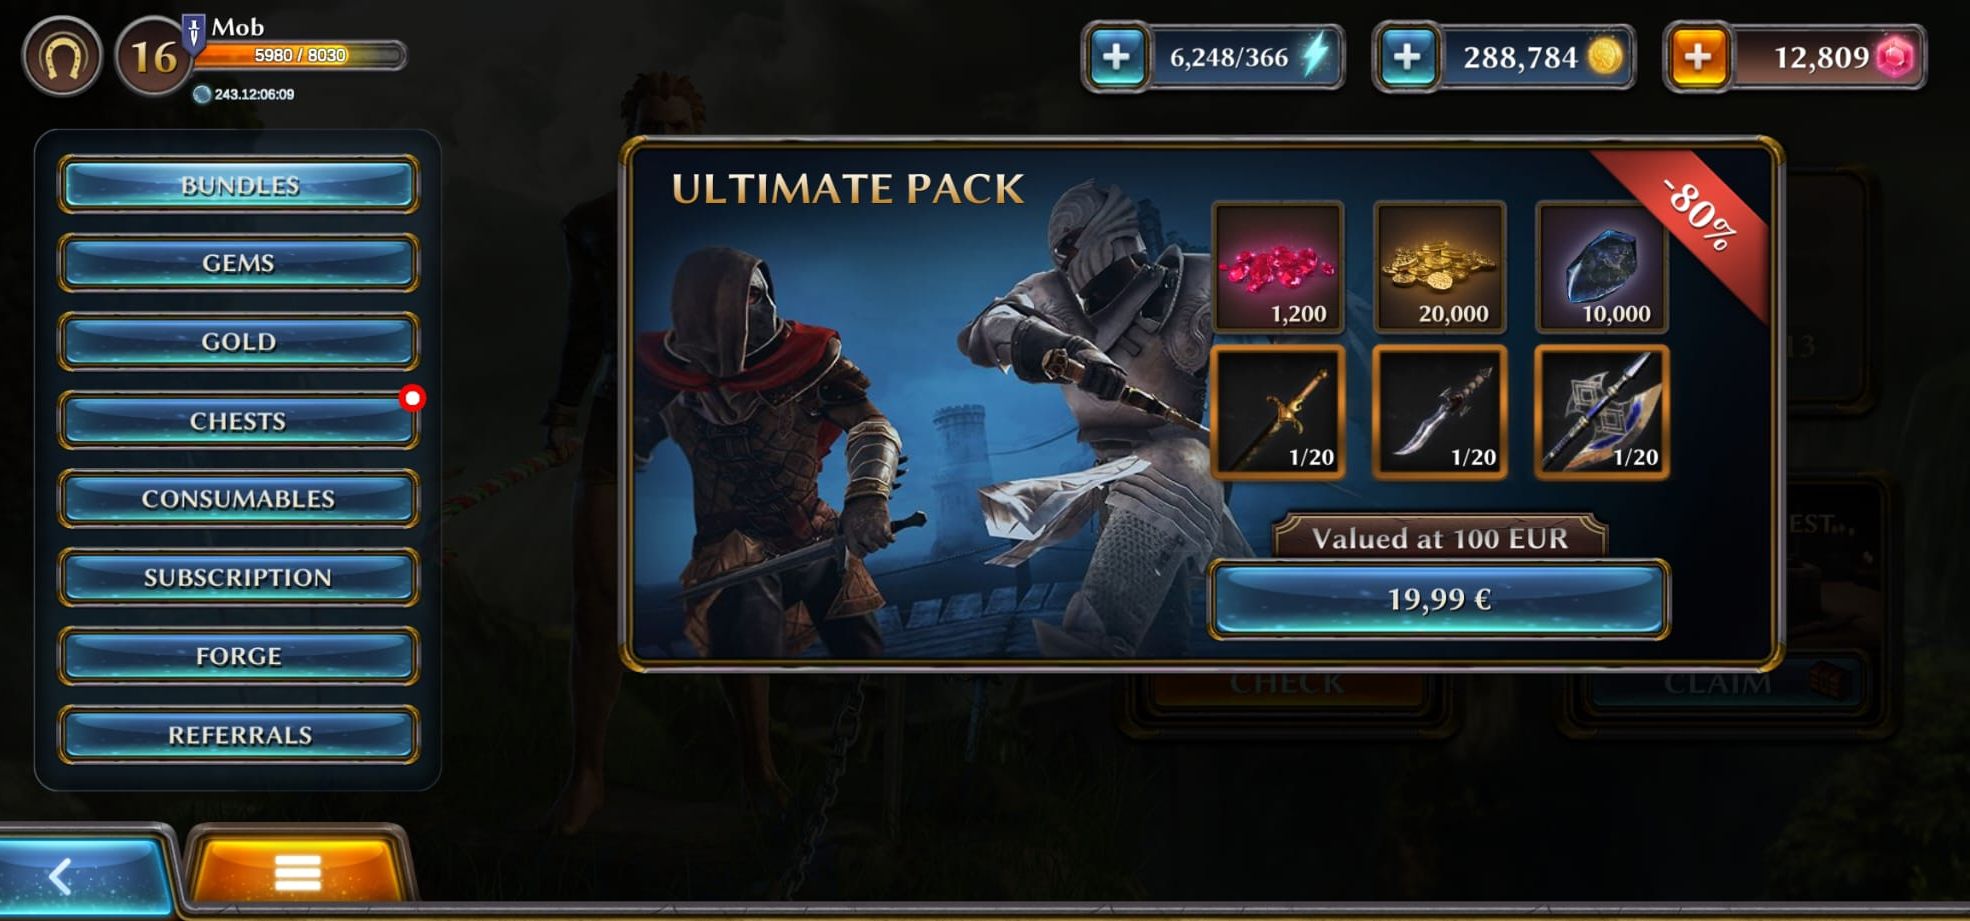 16
Mob
5980 / 8030
243.12:06:09
6,248/366
288,784
12,809
BUNDLES
GEMS
GOLD
CHESTS
CONSUMABLES
SUBSCRIPTION
FORGE
REFERRALS
ULTIMATE PACK
-80%
1,200
20,000
10,000
1/20
1/20
1/20
Valued at 100 EUR
19,99 €
CHECK
CLAIM